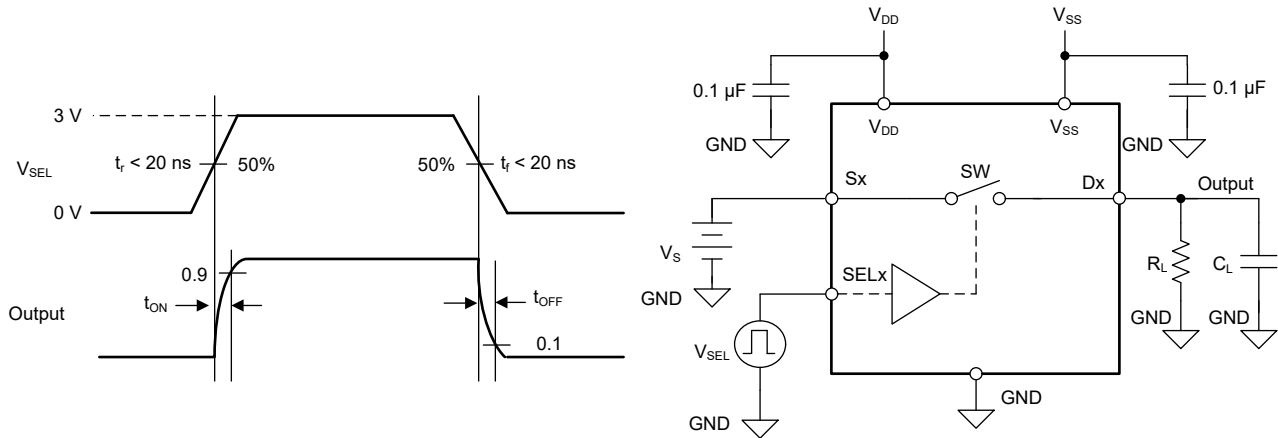 3 V
V_SEL
t_r < 20 ns
50%
50%
t_f < 20 ns
0 V
0.9
t_ON
t_OFF
Output
0.1
V_DD
V_SS
0.1 µF
0.1 µF
GND
V_DD
V_SS
GND
Sx
SW
Dx
Output
V_S
R_L
C_L
GND
SELx
GND
GND
V_SEL
GND
GND